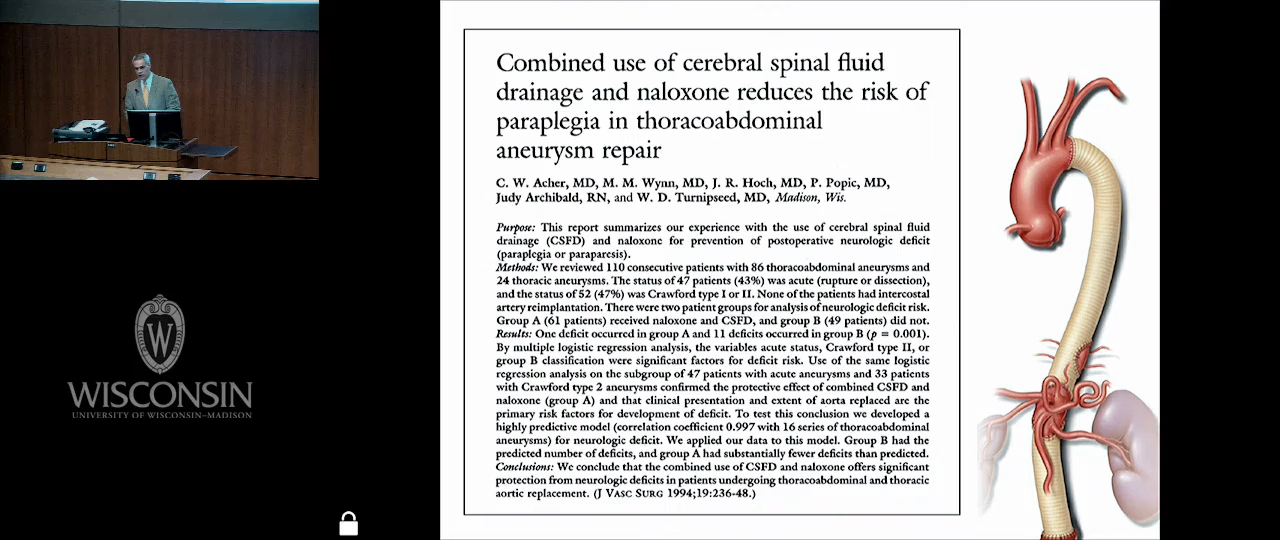 Combined use of cerebral spinal fluid
drainage and naloxone reduces the risk of
paraplegia in thoracoabdominal
aneurysm repair
C. W. Acher, MD, M. M. Wynn, MD, J. R. Hoch, MD, P. Popic, MD,
Judy Archibald, RN, and W. D. Turnipseed, MD, Madison, Wis.
Purpose: This report summarizes our experience with the use of cerebral spinal fluid
drainage (CSFD) and naloxone for prevention of postoperative neurologic deficit
(paraplegia or paraparesis).
Methods: We reviewed 110 consecutive patients with 86 thoracoabdominal aneurysms and
24 thoracic aneurysms. The status of 47 patients (43%) was acute (rupture or dissection),
and the status of 52 (47%) was Crawford type I or II. None of the patients had intercostal
artery reimplantation. There were two patient groups for analysis of neurologic deficit risk.
Group A (61 patients) received naloxone and CSFD, and group B (49 patients) did not.
Results: One deficit occurred in group A and 11 deficits occurred in group B (p = 0.001).
By multiple logistic regression analysis, the variables acute status, Crawford type II, or
group B classification were significant factors for deficit risk. Use of the same logistic
regression analysis on the subgroup of 47 patients with acute aneurysms and 33 patients
with Crawford type 2 aneurysms confirmed the protective effect of combined CSFD and
naloxone (group A) and that clinical presentation and extent of aorta replaced are the
primary risk factors for development of deficit. To test this conclusion we developed a
highly predictive model (correlation coefficient 0.997 with 16 series of thoracoabdominal
aneurysms) for neurologic deficit. We applied our data to this model. Group B had the
predicted number of deficits, and group A had substantially fewer deficits than predicted.
Conclusions: We conclude that the combined use of CSFD and naloxone offers significant
protection from neurologic deficits in patients undergoing thoracoabdominal and thoracic
aortic replacement. (J VASC SURG 1994;19:236-48.)
W
WISCONSIN
UNIVERSITY OF WISCONSIN–MADISON